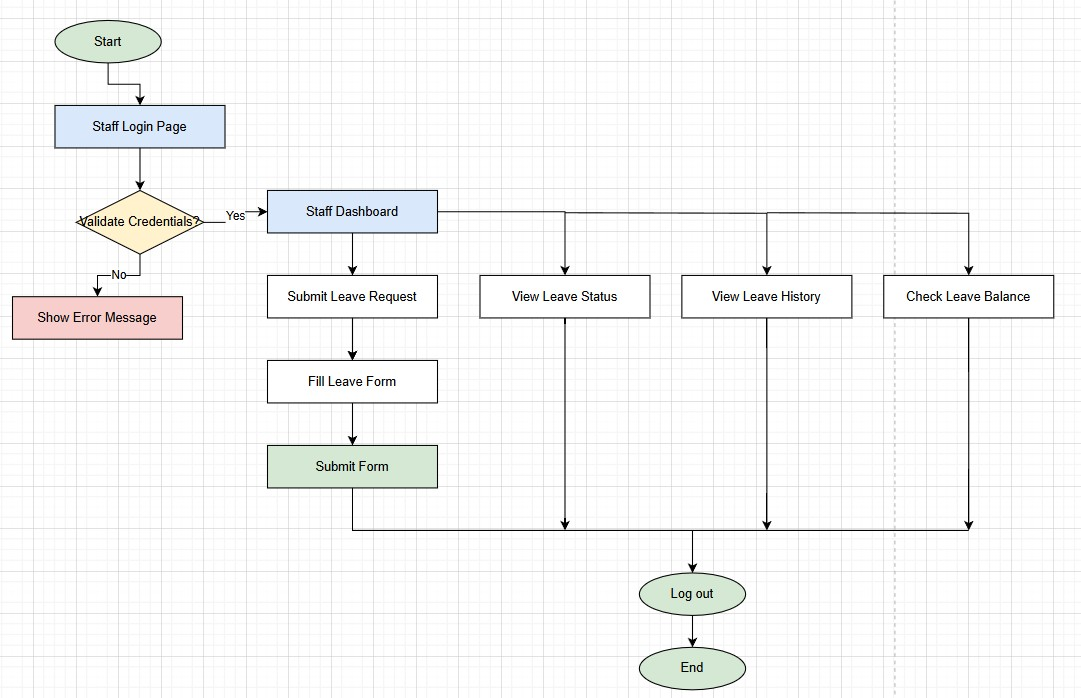 Start
Staff Login Page
Validate Credentials?
Yes
Staff Dashboard
No
Show Error Message
Submit Leave Request
View Leave Status
View Leave History
Check Leave Balance
Fill Leave Form
Submit Form
Log out
End